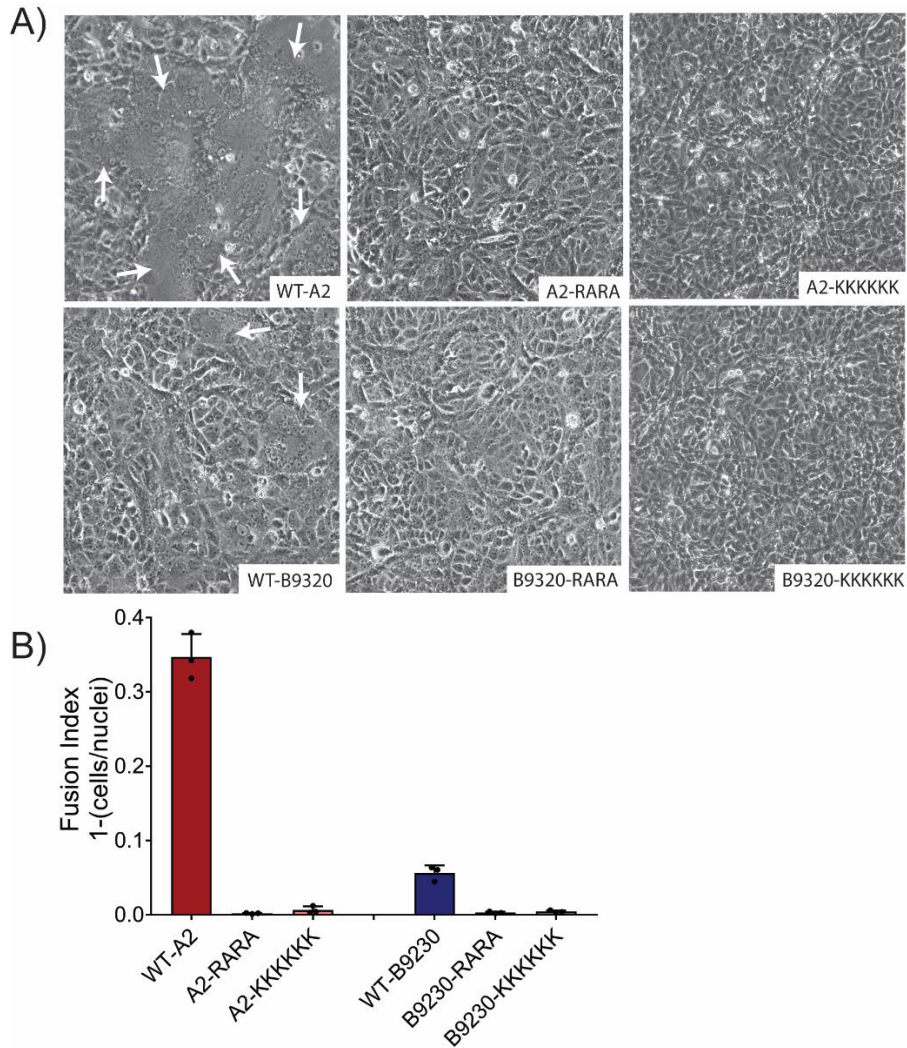 A)
WT-A2
A2-RARA
A2-KKKKKK
WT-B9320
B9320-RARA
B9320-KKKKKK
B)
Fusion Index
1-(cells/nuclei)
0.4
0.3
0.2
0.1
0.0
WT-A2
A2-RARA
A2-KKKKKK
WT-B9230
B9230-RARA
B9230-KKKKKK